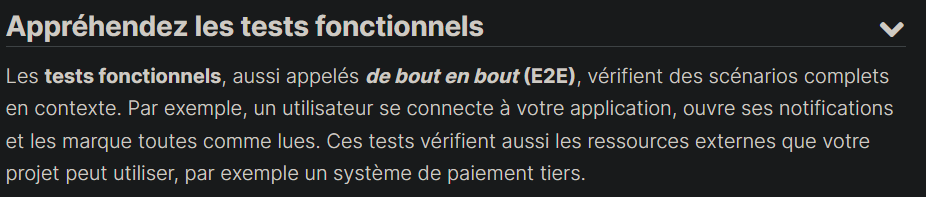 Appréhendez les tests fonctionnels
Les tests fonctionnels, aussi appelés de bout en bout (E2E), vérifient des scénarios complets
en contexte. Par exemple, un utilisateur se connecte à votre application, ouvre ses notifications
et les marque toutes comme lues. Ces tests vérifient aussi les ressources externes que votre
projet peut utiliser, par exemple un système de paiement tiers.